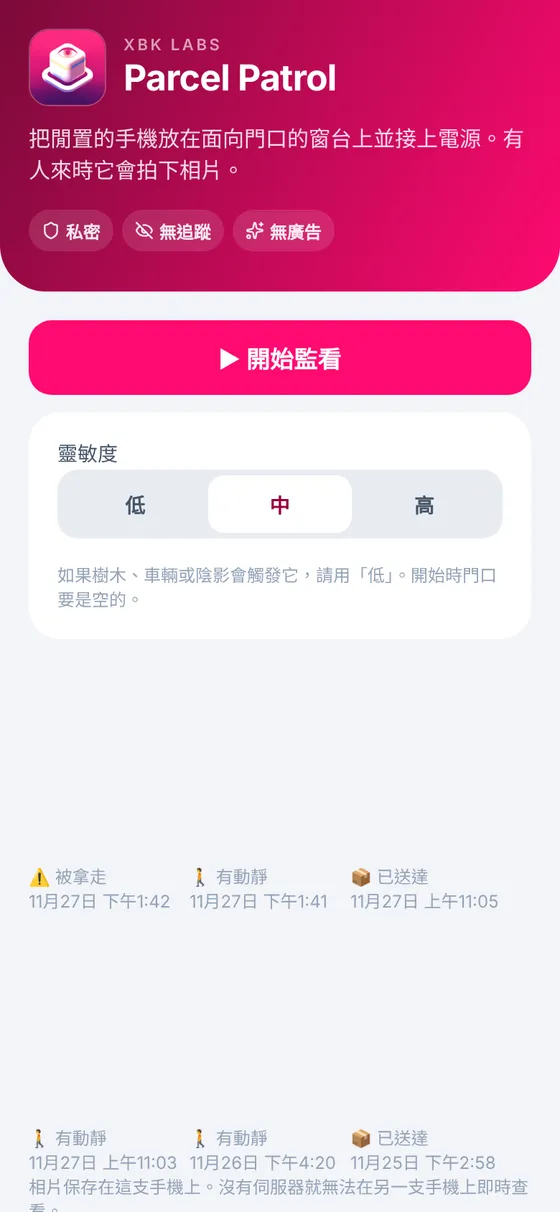 XBK LABS
Parcel Patrol
把閒置的手機放在面向門口的窗台上並接上電源。有
人來時它會拍下相片。
私密 無追蹤 無廣告
▶ 開始監看
靈敏度
低 中 高
如果樹木、車輛或陰影會觸發它，請用「低」。開始時門口
要是空的。
⚠️ 被拿走 🚶 有動靜 📦 已送達
11月27日 下午1:42 11月27日 下午1:41 11月27日 上午11:05
🚶 有動靜 🚶 有動靜 📦 已送達
11月27日 上午11:03 11月26日 下午4:20 11月25日 下午2:58
相片保存在這支手機上。沒有伺服器就無法在另一支手機上即時查
看。